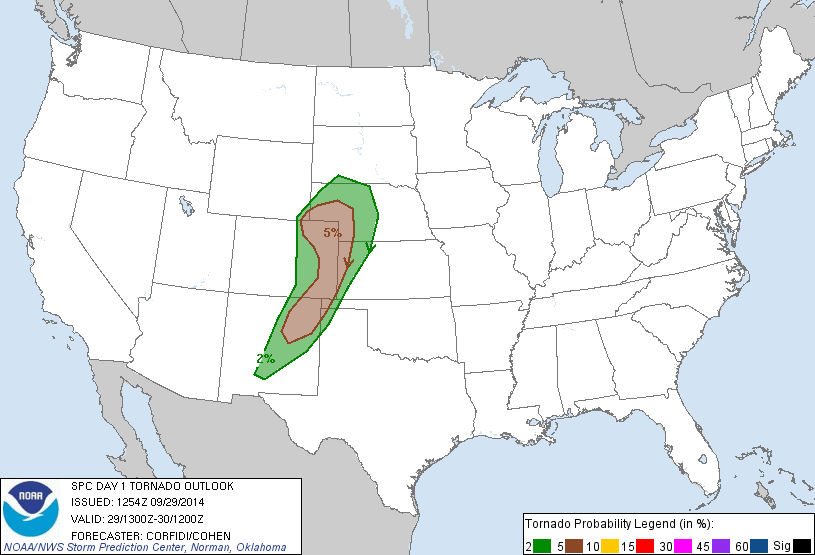 5%
2%
NOAA
SPC DAY 1 TORNADO OUTLOOK
ISSUED: 1254Z 09/29/2014
VALID: 29/1300Z-30/1200Z
FORECASTER: CORFIDI/COHEN
NOAA/NWS Storm Prediction Center, Norman, Oklahoma
Tornado Probability Legend (in %):
2 5 10 15 30 45 60 Sig